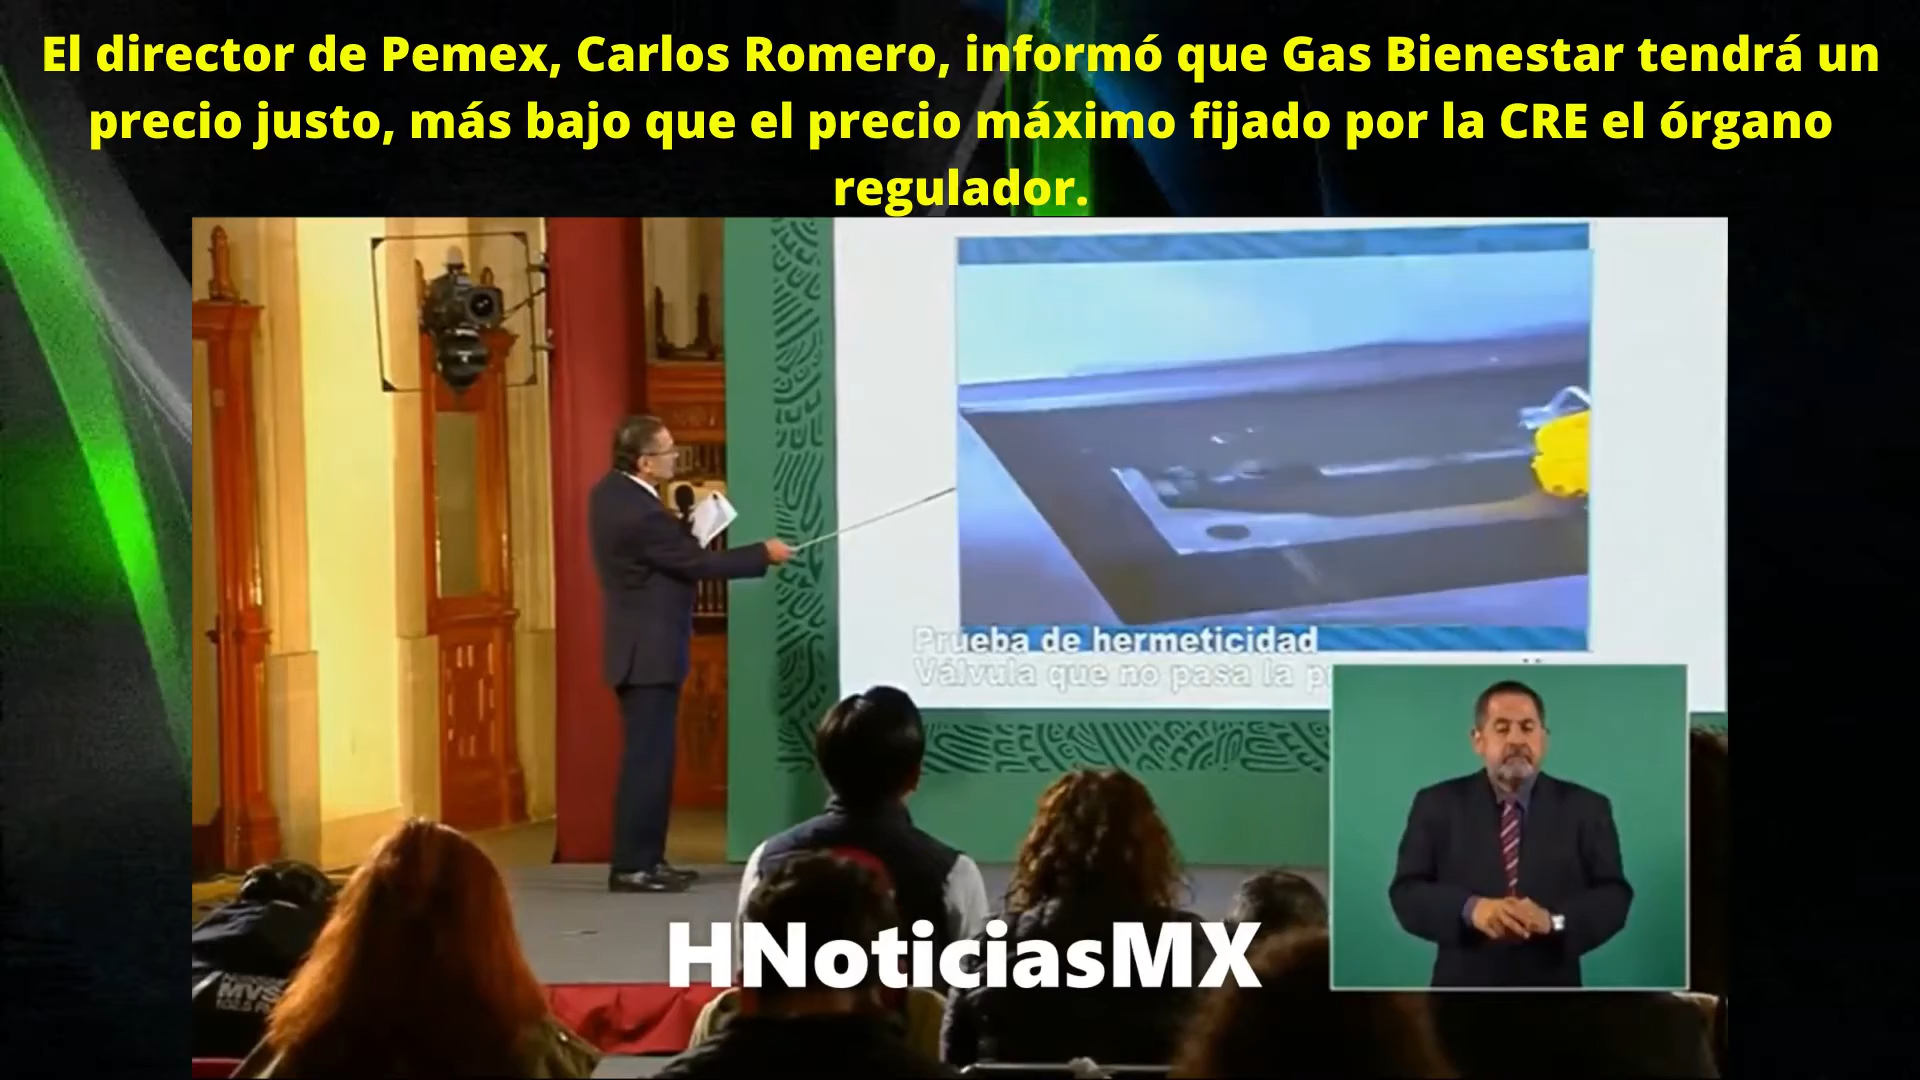 El director de Pemex, Carlos Romero, informó que Gas Bienestar tendrá un
precio justo, más bajo que el precio máximo fijado por la CRE el órgano
regulador.
Prueba de hermeticidad
Válvula que no pasa la
HNoticiasMX
MVS